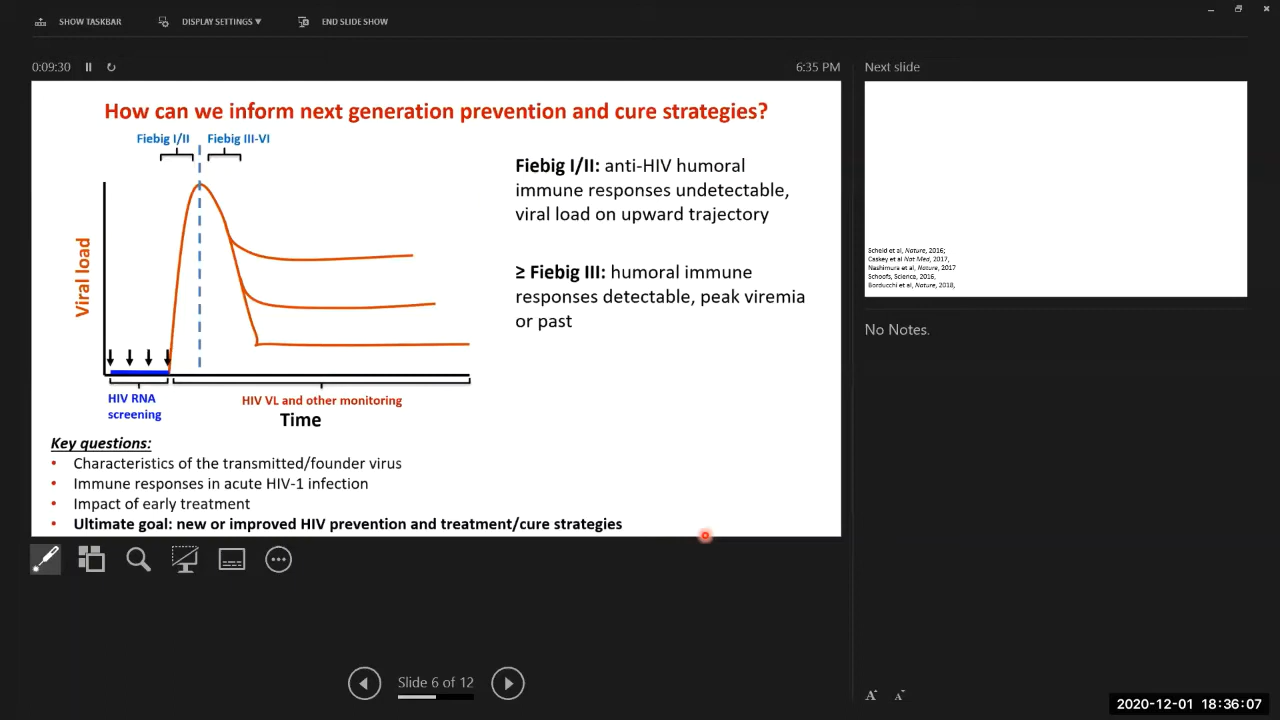 SHOW TASKBAR
DISPLAY SETTINGS ▼
END SLIDE SHOW
0:09:30
6:35 PM
Next slide
How can we inform next generation prevention and cure strategies?
Fiebig I/II
Fiebig III-VI
Viral load
HIV RNA
screening
HIV VL and other monitoring
Time
Fiebig I/II: anti-HIV humoral
immune responses undetectable,
viral load on upward trajectory
≥ Fiebig III: humoral immune
responses detectable, peak viremia
or past
Key questions:
• Characteristics of the transmitted/founder virus
• Immune responses in acute HIV-1 infection
• Impact of early treatment
• Ultimate goal: new or improved HIV prevention and treatment/cure strategies
Scheid et al, Nature, 2016;
Caskey et al Nat Med, 2017,
Nashimura et al, Nature, 2017
Schoofs, Science, 2016,
Borducchi et al, Nature, 2018,
No Notes.
Slide 6 of 12
A A
2020-12-01 18:36:07